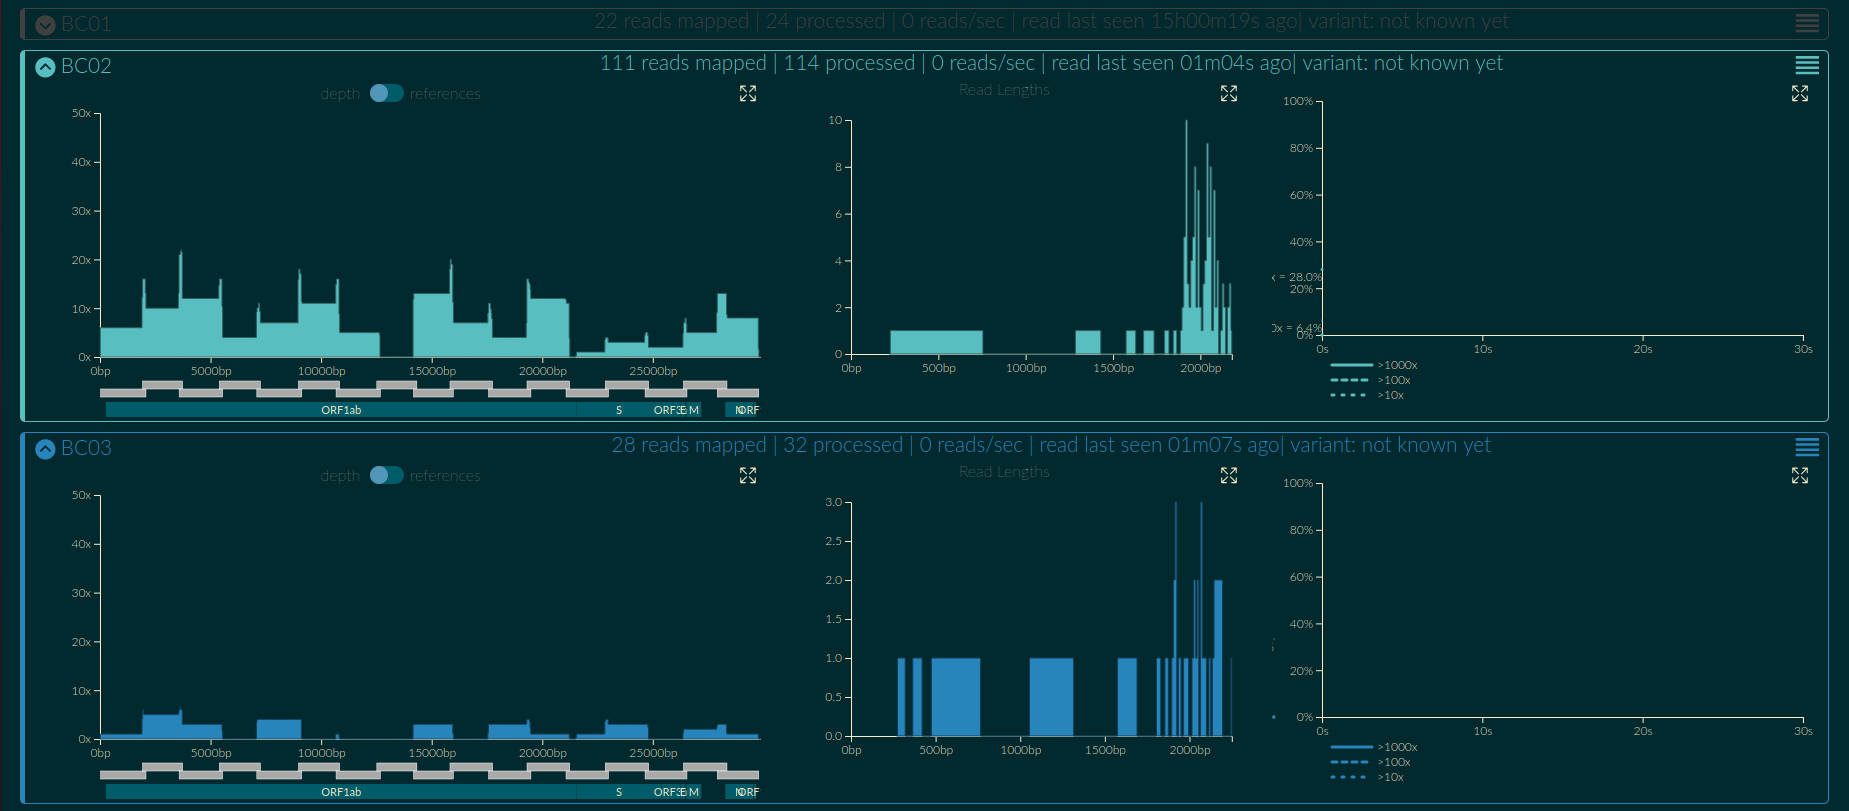 BC01 22 reads mapped | 24 processed | 0 reads/sec | read last seen 15h00m19s ago| variant: not known yet
BC02 111 reads mapped | 114 processed | 0 reads/sec | read last seen 01m04s ago| variant: not known yet
depth references
50x
40x
30x
20x
10x
0x
0bp 5000bp 10000bp 15000bp 20000bp 25000bp
ORF1ab S M
Read Lengths
10
8
6
4
2
0
0bp 500bp 1000bp 1500bp 2000bp
100%
80%
60%
40%
= 28.0%
20%
0x = 6.4%
0%
0s 10s 20s 30s
>1000x
>100x
>10x
BC03 28 reads mapped | 32 processed | 0 reads/sec | read last seen 01m07s ago| variant: not known yet
depth references
50x
40x
30x
20x
10x
0x
0bp 5000bp 10000bp 15000bp 20000bp 25000bp
ORF1ab S M
Read Lengths
3.0
2.5
2.0
1.5
1.0
0.5
0.0
0bp 500bp 1000bp 1500bp 2000bp
100%
80%
60%
40%
20%
0%
0s 10s 20s 30s
>1000x
>100x
>10x